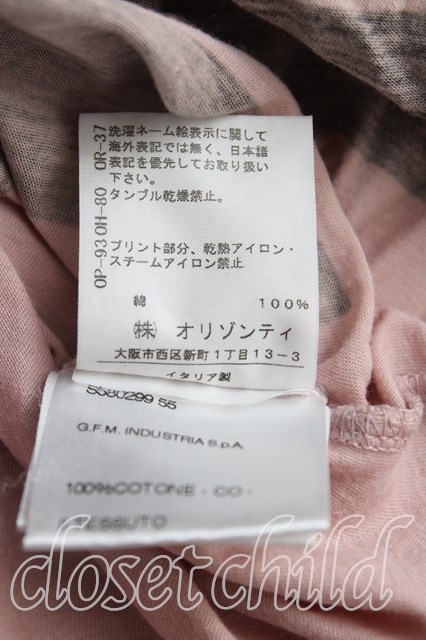 洗濯ネーム絵表示に関して
海外表記では無く、日本語
表記を優先してお取り扱い
下さい。
タンブル乾燥禁止。
プリント部分、乾熱アイロン・
スチームアイロン禁止
綿 100%
㈱ オリゾンティ
大阪市西区新町1丁目13-3
イタリア製
OP-930H-80 OR-37
5380299 55
G.F.M. INDUSTRIA S.p.A.
100%COTONE - CO -
TESSUTO
closetchild